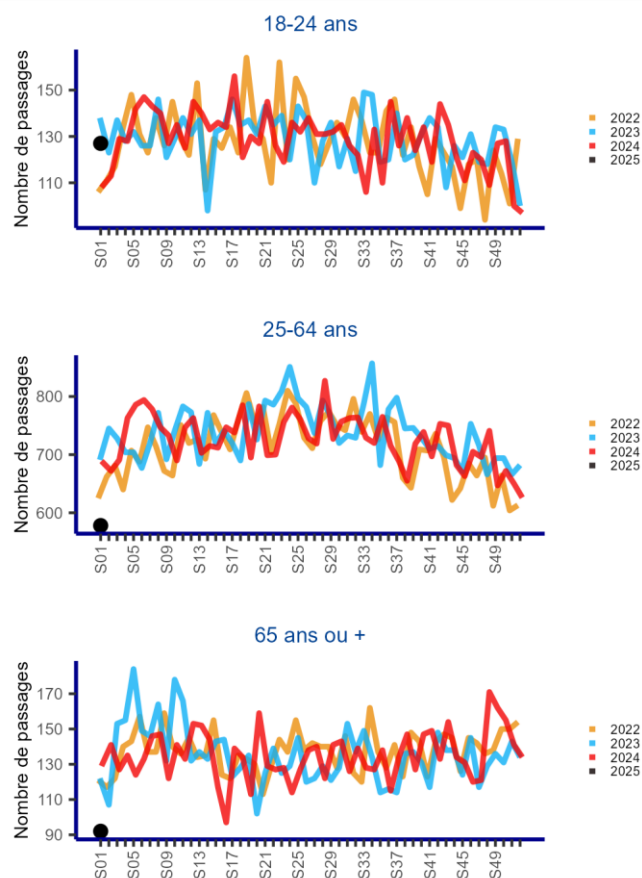 18-24 ans
Nombre de passages
150
130
110
S01 S05 S09 S13 S17 S21 S25 S29 S33 S37 S41 S45 S49
2022
2023
2024
2025
25-64 ans
Nombre de passages
800
700
600
S01 S05 S09 S13 S17 S21 S25 S29 S33 S37 S41 S45 S49
2022
2023
2024
2025
65 ans ou +
Nombre de passages
170
150
130
110
90
S01 S05 S09 S13 S17 S21 S25 S29 S33 S37 S41 S45 S49
2022
2023
2024
2025